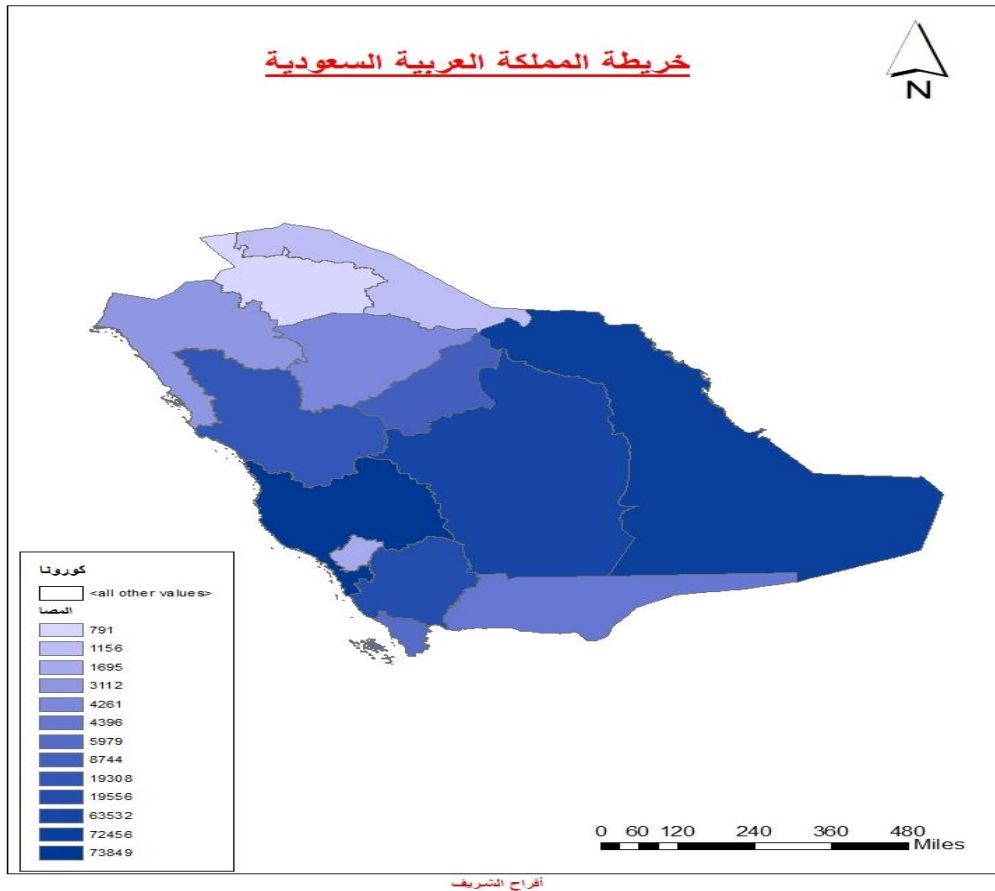 خريطة المملكة العربية السعودية
N
كورونا
<all other values>
المصا
791
1156
1695
3112
4261
4396
5979
8744
19308
19556
63532
72456
73849
0 60 120 240 360 480
Miles
أفراح الشريف